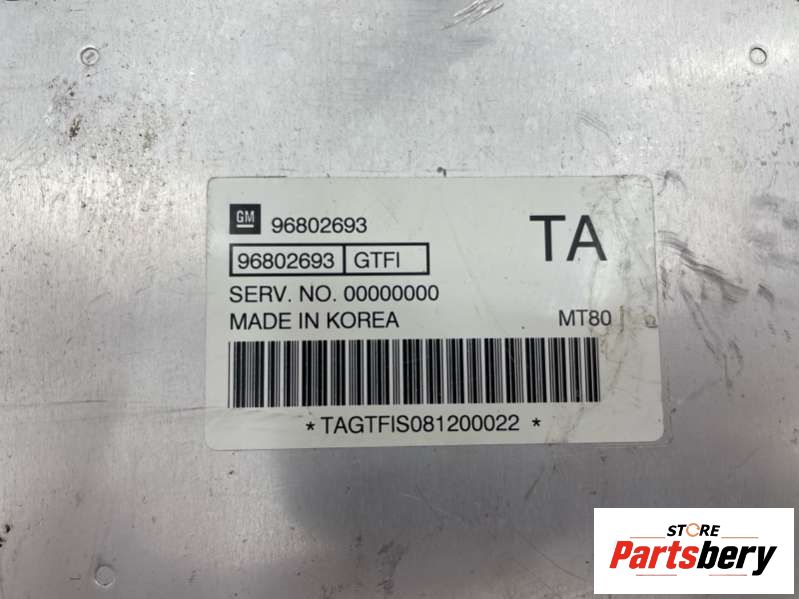 GM 96802693
TA
96802693 GTFI
SERV. NO. 00000000
MADE IN KOREA
MT80
*TAGTFIS081200022*
STORE
Partsbery